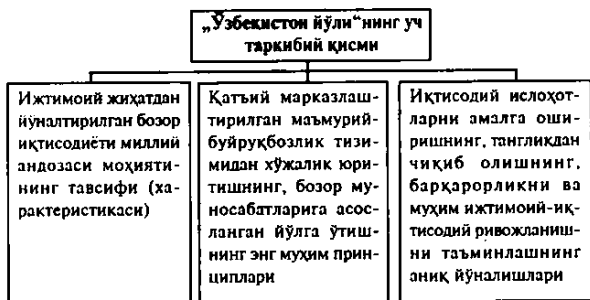 „Ўзбекистон йўли“нинг уч
таркибий қисми
Ижтимоий жиҳатдан
йўналтирилган бозор
иқтисодиёти миллий
андозаси моҳияти-
нинг тавсифи (ха-
рактеристикаси)
Қатъий марказлаш-
тирилган маъмурий-
буйруқбозлик тизи-
мидан хўжалик юри-
тишнинг, бозор му-
носабатларига асос-
ланган йўлга ўтиш-
нинг энг муҳим прин-
циплари
Иқтисодий ислоҳот-
ларни амалга оши-
ришнинг, тангликдан
чиқиб олишнинг,
барқарорликни ва
муҳим ижтимоий-иқ-
тисодий ривожланиш-
ни таъминлашнинг
аниқ йўналишлари